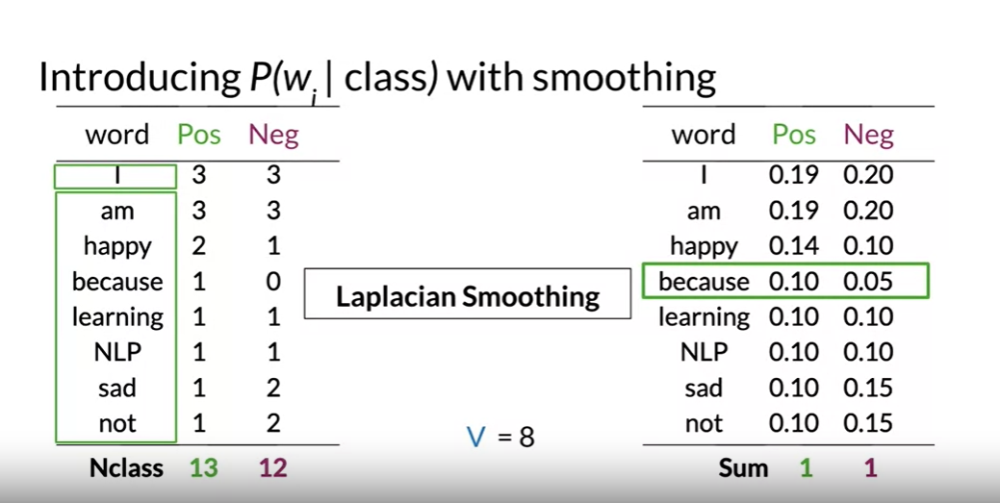 Introducing P(wi | class) with smoothing
word Pos Neg
I 3 3
am 3 3
happy 2 1
because 1 0
learning 1 1
NLP 1 1
sad 1 2
not 1 2
Nclass 13 12
Laplacian Smoothing
V = 8
word Pos Neg
I 0.19 0.20
am 0.19 0.20
happy 0.14 0.10
because 0.10 0.05
learning 0.10 0.10
NLP 0.10 0.10
sad 0.10 0.15
not 0.10 0.15
Sum 1 1